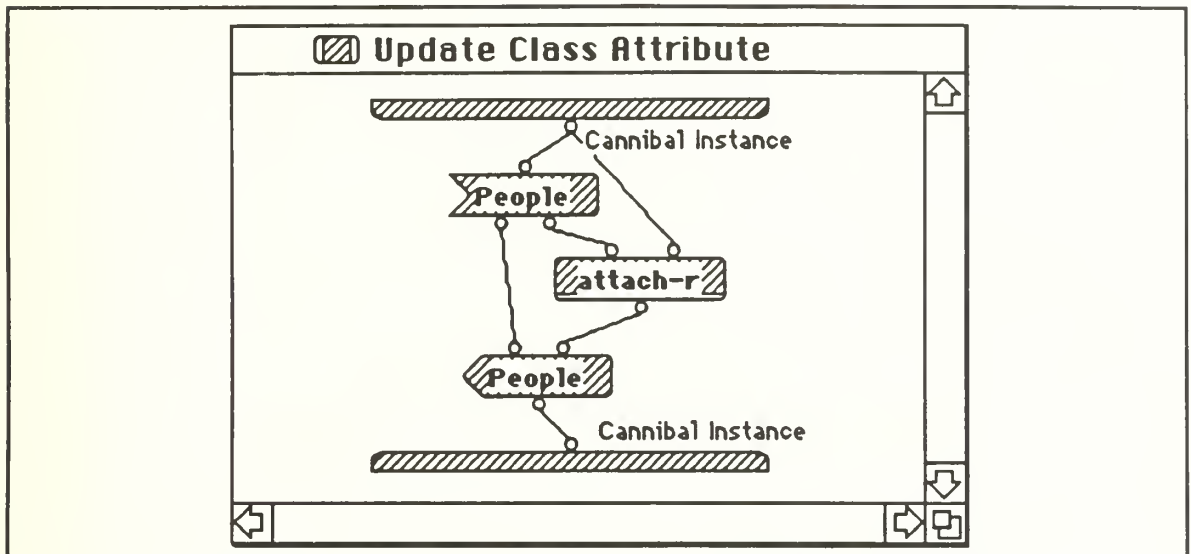 Update Class Attribute
Cannibal Instance
People
attach-r
People
Cannibal Instance